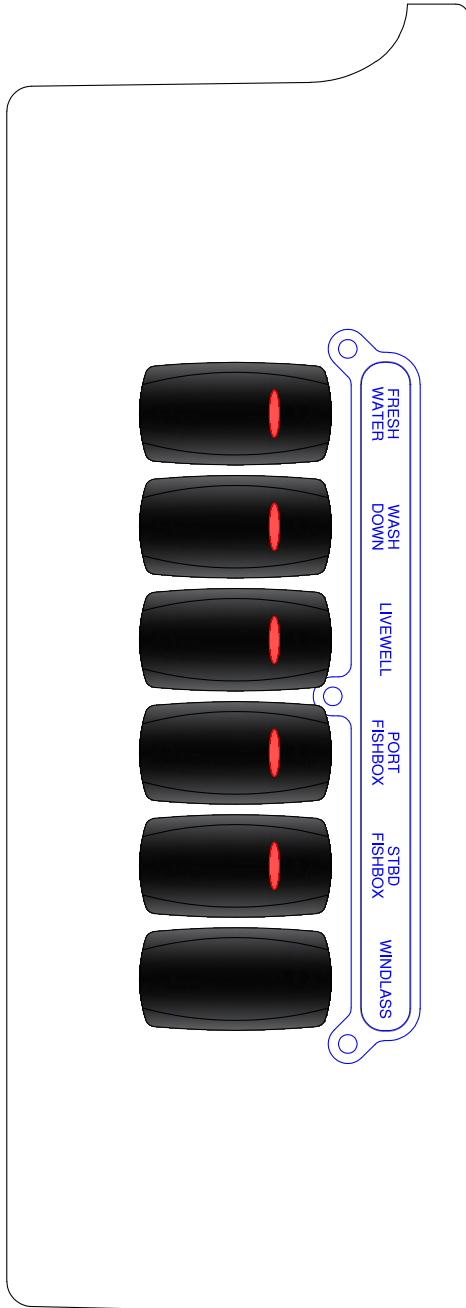 FRESH
WATER
WASH
DOWN
LIVEWELL
PORT
FISHBOX
STBD
FISHBOX
WINDLASS